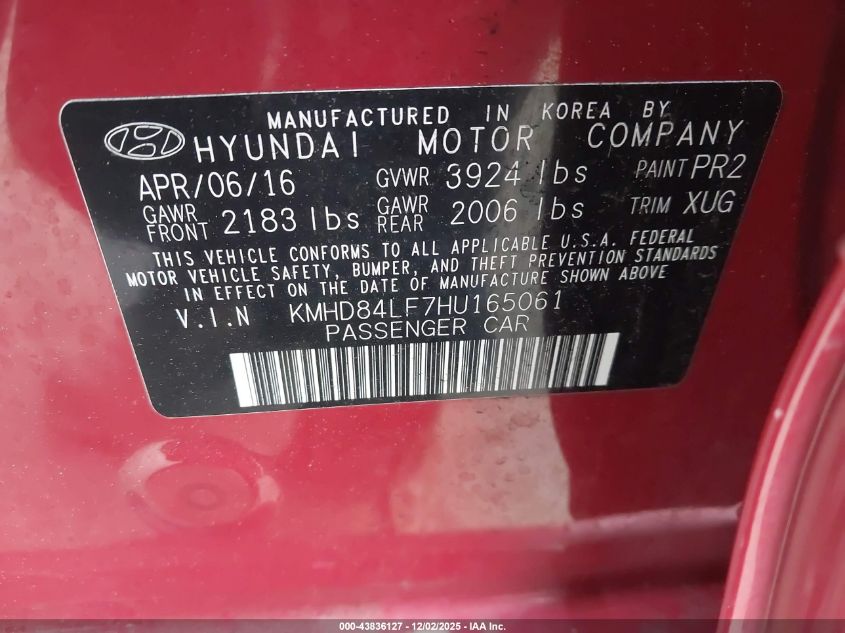 MANUFACTURED IN KOREA BY
HYUNDAI MOTOR COMPANY
APR/06/16 GVWR 3924 lbs PAINT PR2
GAWR FRONT 2183 lbs GAWR REAR 2006 lbs TRIM XUG
THIS VEHICLE CONFORMS TO ALL APPLICABLE U.S.A. FEDERAL
MOTOR VEHICLE SAFETY, BUMPER, AND THEFT PREVENTION STANDARDS
IN EFFECT ON THE DATE OF MANUFACTURE SHOWN ABOVE
V.I.N KMHD84LF7HU165061
PASSENGER CAR
000-43836127 - 12/02/2025 - IAA Inc.